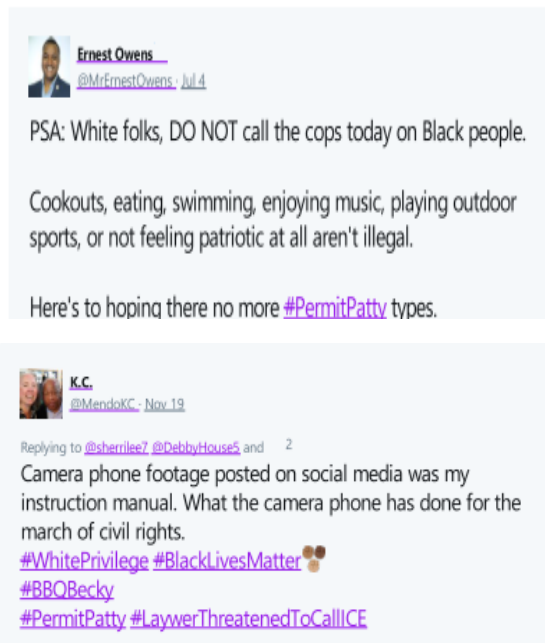 Ernest Owens
@MrErnestOwens · Jul 4
PSA: White folks, DO NOT call the cops today on Black people.
Cookouts, eating, swimming, enjoying music, playing outdoor
sports, or not feeling patriotic at all aren't illegal.
Here's to hoping there no more #PermitPatty types.
K.C.
@MendoKC · Nov 19
Replying to @sherrilee7 @DebbyHouse5 and 2
Camera phone footage posted on social media was my
instruction manual. What the camera phone has done for the
march of civil rights.
#WhitePrivilege #BlackLivesMatter
#BBQBecky
#PermitPatty #LaywerThreatenedToCallICE